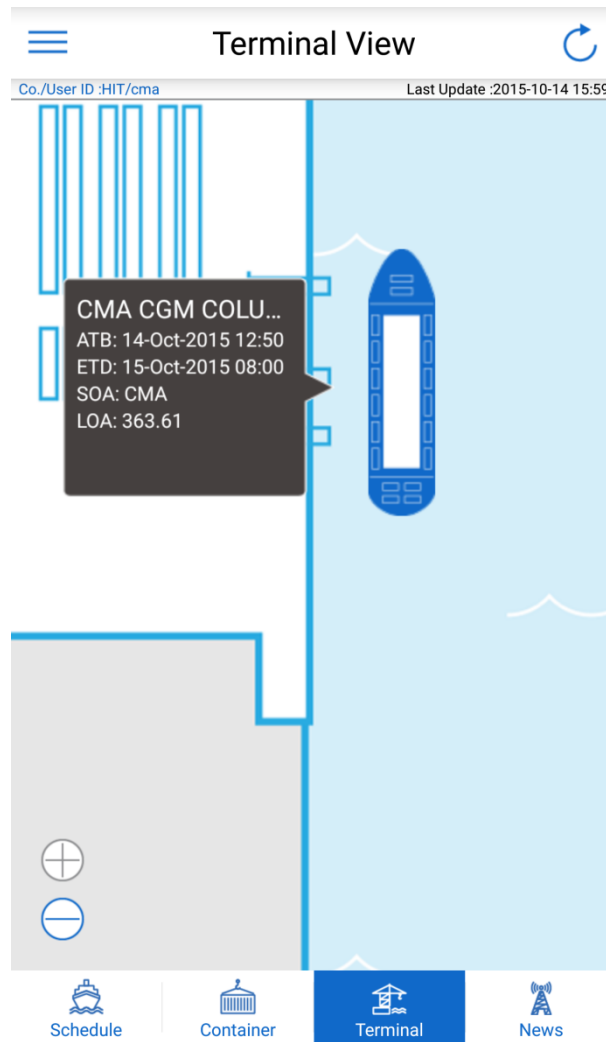 Terminal View
Co./User ID :HIT/cma
Last Update :2015-10-14 15:59
CMA CGM COLU...
ATB: 14-Oct-2015 12:50
ETD: 15-Oct-2015 08:00
SOA: CMA
LOA: 363.61
Schedule
Container
Terminal
News